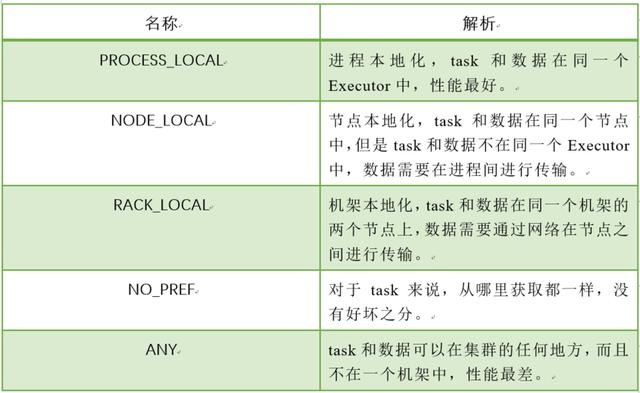 名称 解析
PROCESS_LOCAL
进程本地化，task 和数据在同一个
Executor 中，性能最好。
NODE_LOCAL
节点本地化，task 和数据在同一个节点
中，但是 task 和数据不在同一个 Executor
中，数据需要在进程间进行传输。
RACK_LOCAL
机架本地化，task 和数据在同一个机架的
两个节点上，数据需要通过网络在节点之
间进行传输。
NO_PREF
对于 task 来说，从哪里获取都一样，没
有好坏之分。
ANY
task 和数据可以在集群的任何地方，而且
不在一个机架中，性能最差。